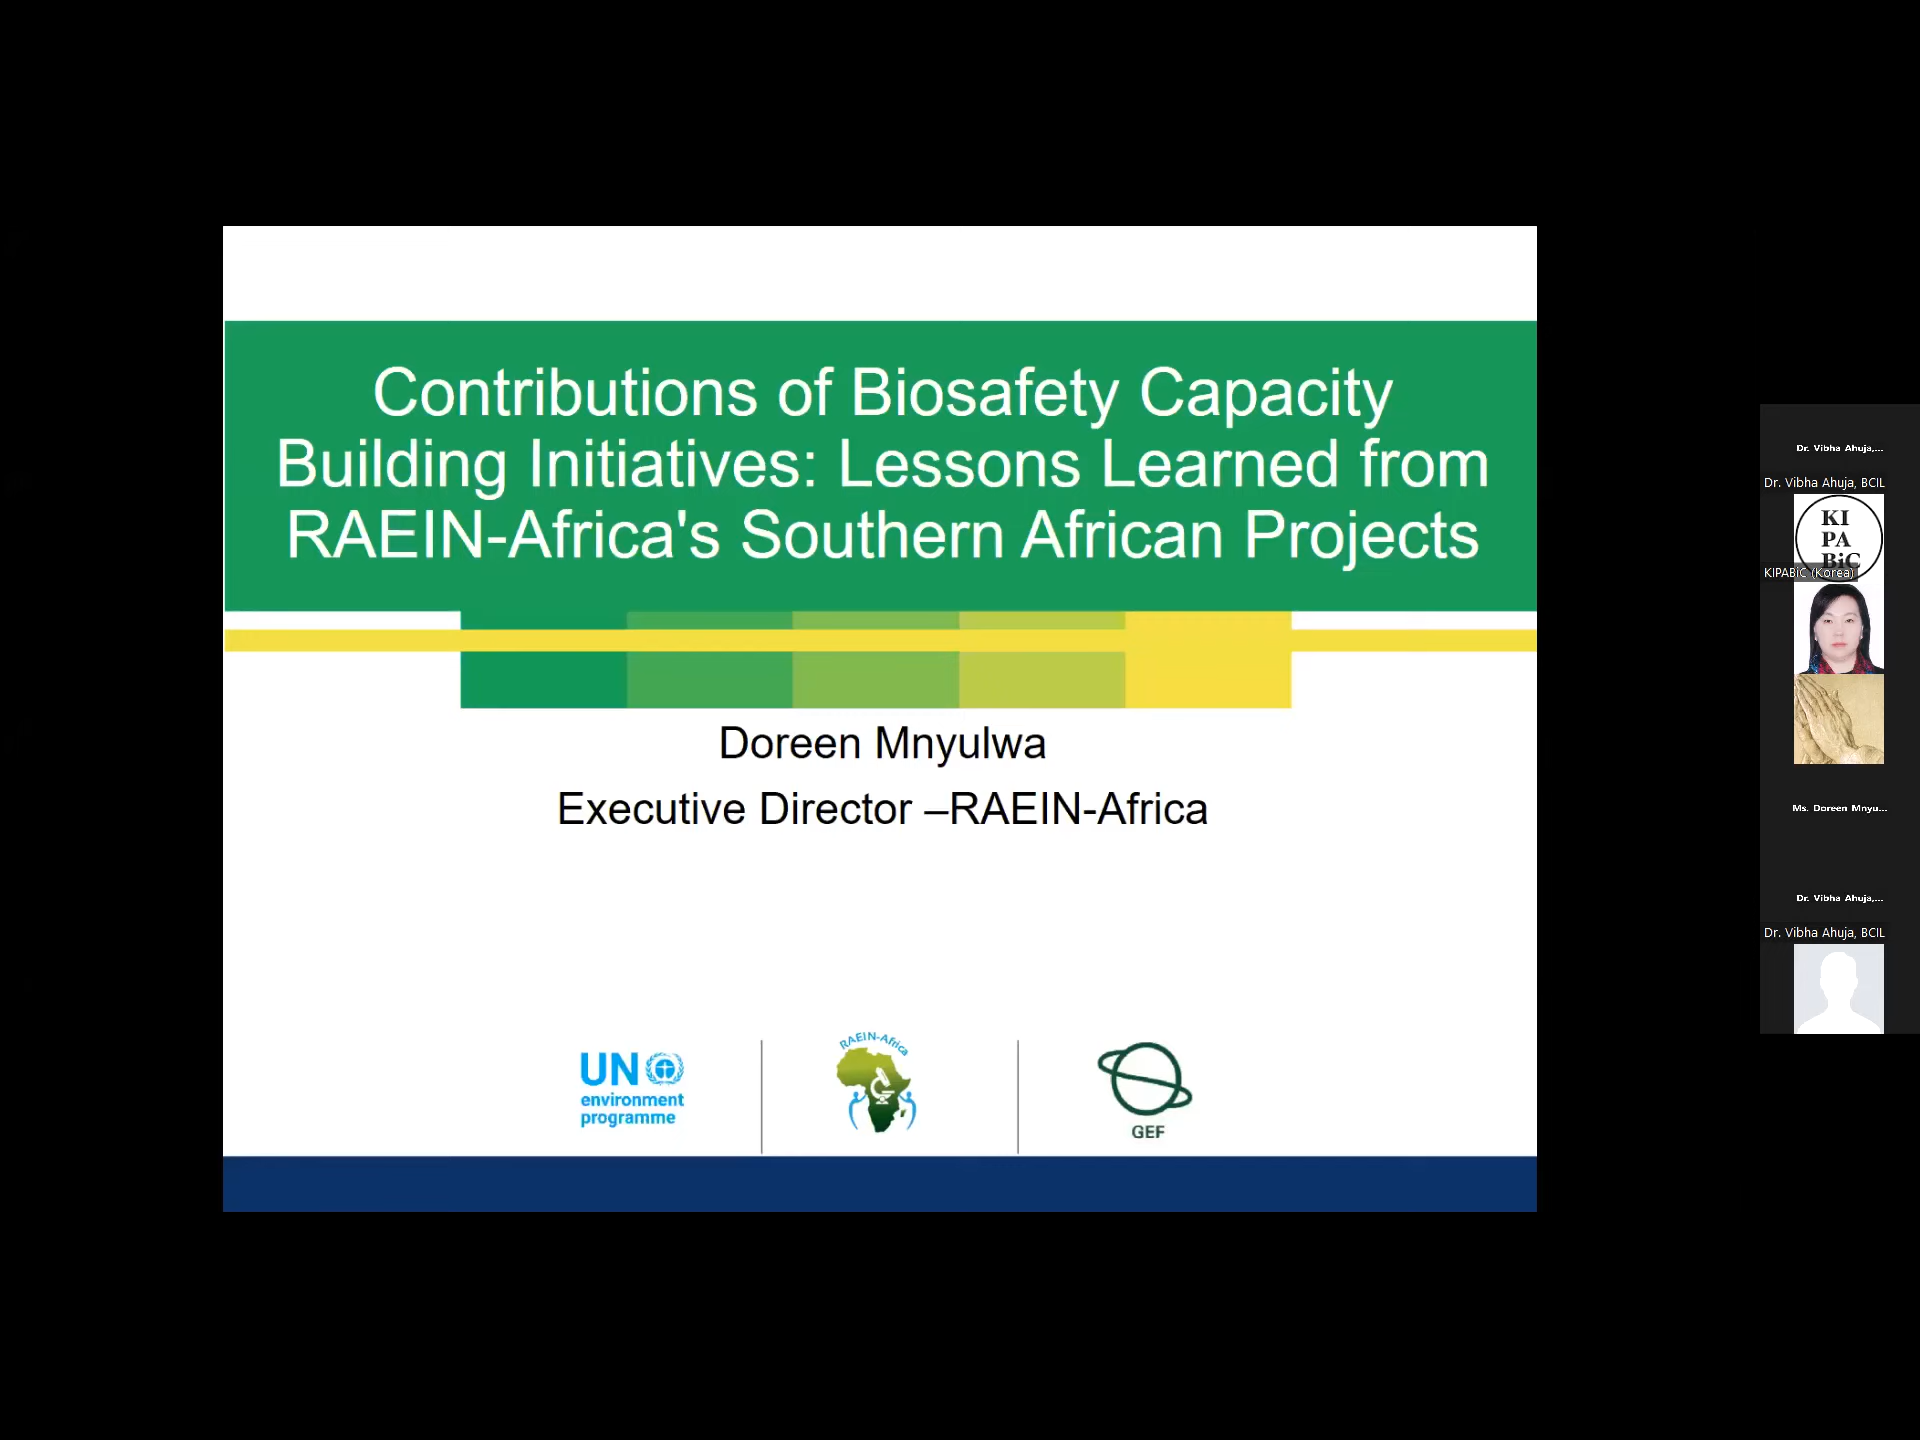 Contributions of Biosafety Capacity
Building Initiatives: Lessons Learned from
RAEIN-Africa's Southern African Projects
Doreen Mnyulwa
Executive Director –RAEIN-Africa
UN
environment
programme
RAEIN-Africa
GEF
Dr. Vibha Ahuja,...
Dr. Vibha Ahuja, BCIL
KI
PA
BiC
KIPABiC (Korea)
Ms. Doreen Mnyu...
Dr. Vibha Ahuja,...
Dr. Vibha Ahuja, BCIL